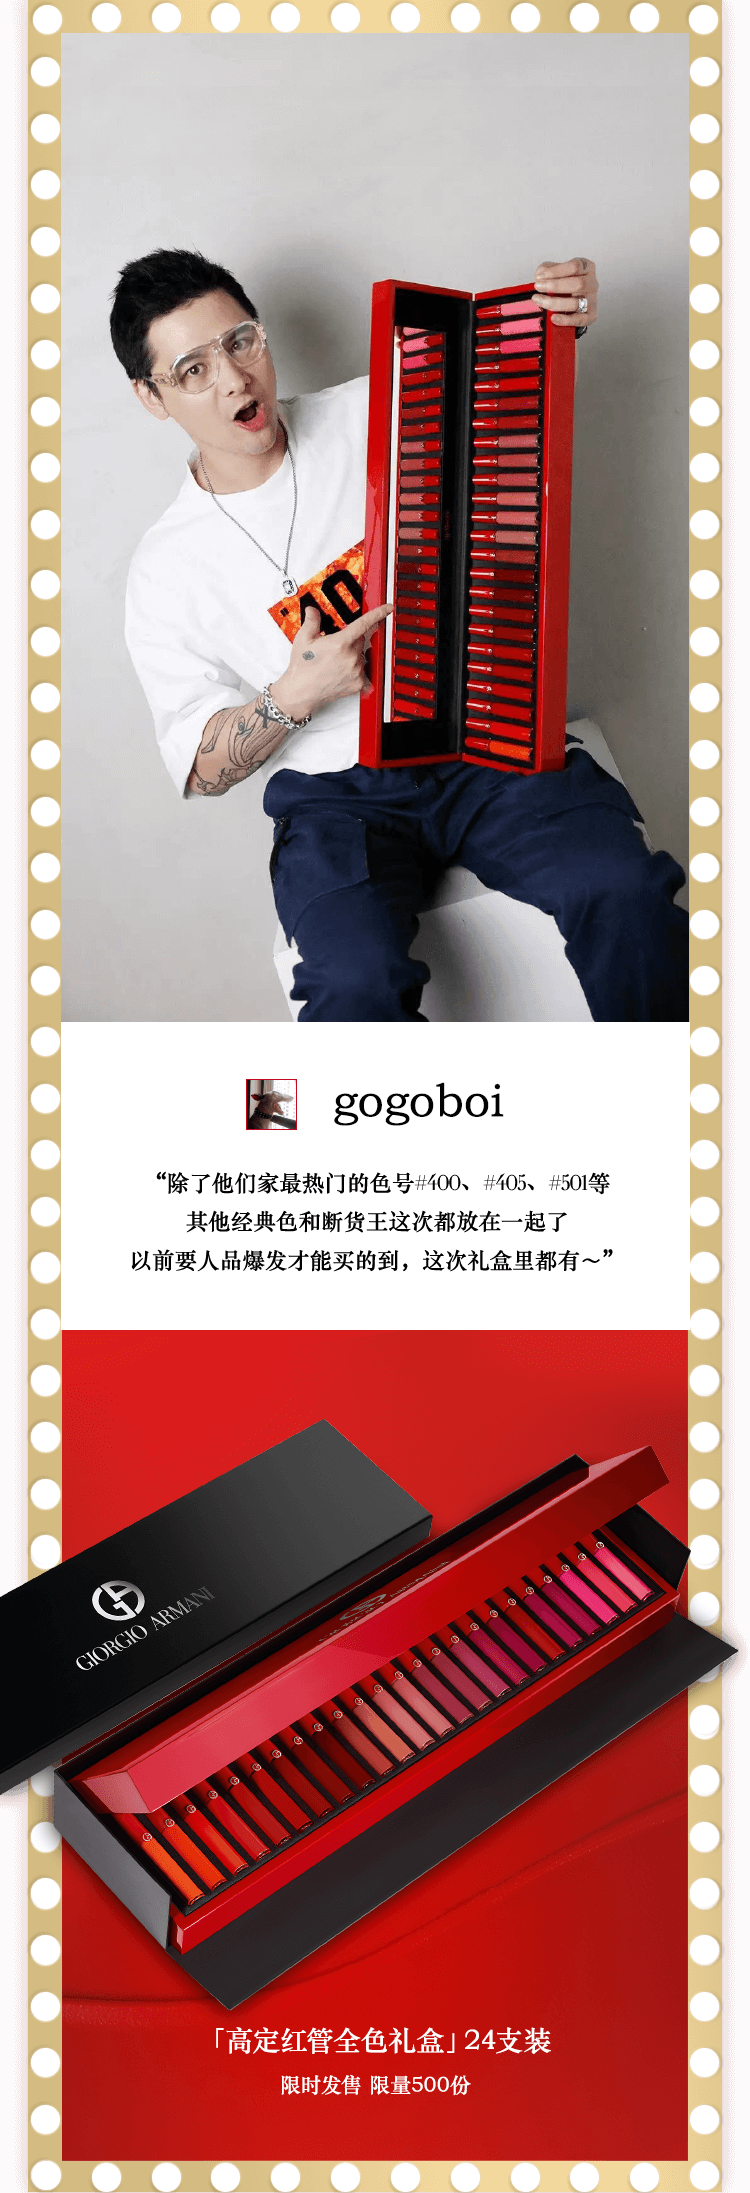 '40
gogoboi
“除了他们家最热门的色号#400、#405、#501等
其他经典色和断货王这次都放在一起了
以前要人品爆发才能买的到，这次礼盒里都有～”
GIORGIO ARMANI
「高定红管全色礼盒」24支装
限时发售 限量500份